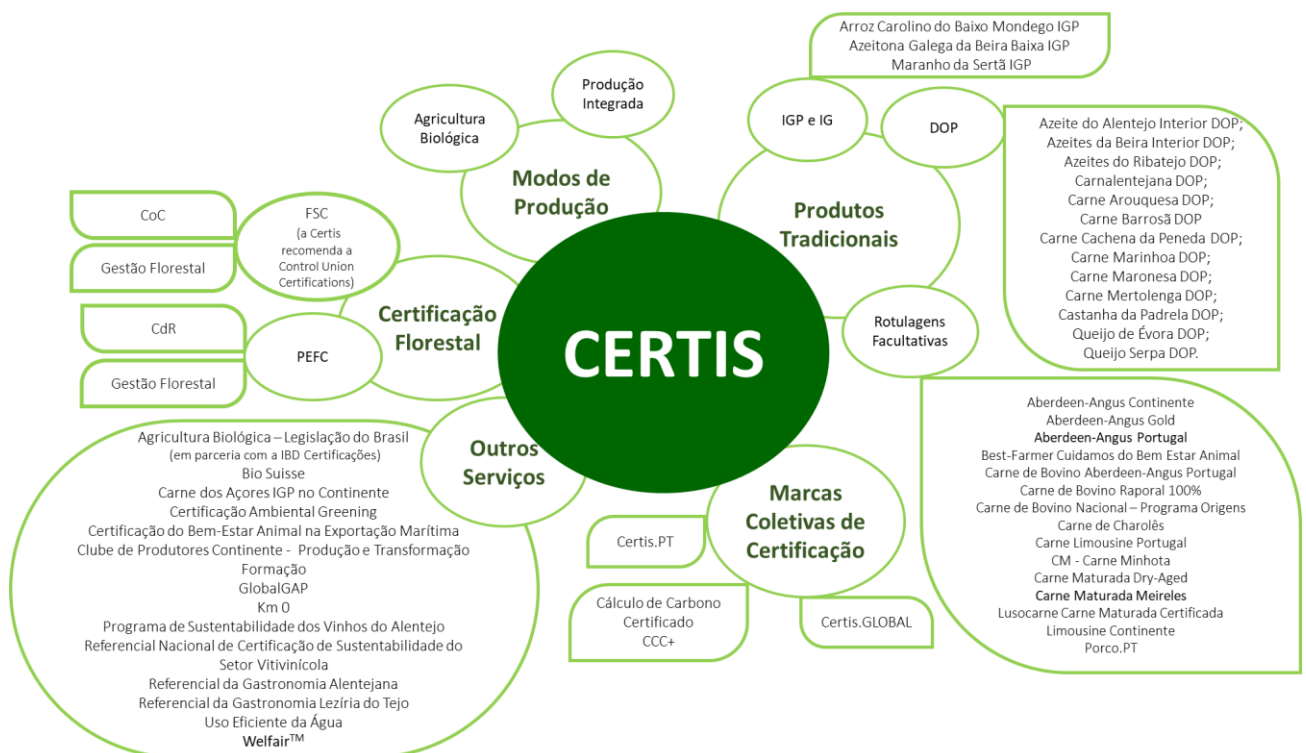 Arroz Carolino do Baixo Mondego IGP
Azeitona Galega da Beira Baixa IGP
Maranho da Sertã IGP
Produção
Integrada
Agricultura
Biológica
IGP e IG
DOP
Modos de
Produção
Produtos
Tradicionais
Azeite do Alentejo Interior DOP;
Azeites da Beira Interior DOP;
Azeites do Ribatejo DOP;
Carnalentejana DOP;
Carne Arouquesa DOP;
Carne Barrosã DOP
Carne Cachena da Peneda DOP;
Carne Marinhoa DOP;
Carne Maronesa DOP;
Carne Mertolenga DOP;
Castanha da Padrela DOP;
Queijo de Évora DOP;
Queijo Serpa DOP.
CoC
Gestão Florestal
FSC
(a Certis
recomenda a
Control Union
Certifications)
CdR
Gestão Florestal
PEFC
Certificação
Florestal
CERTIS
Rotulagens
Facultativas
Aberdeen-Angus Continente
Aberdeen-Angus Gold
Aberdeen-Angus Portugal
Best-Farmer Cuidamos do Bem Estar Animal
Carne de Bovino Aberdeen-Angus Portugal
Carne de Bovino Raporal 100%
Carne de Bovino Nacional – Programa Origens
Carne de Charolês
Carne Limousine Portugal
CM - Carne Minhota
Carne Maturada Dry-Aged
Carne Maturada Meireles
Lusocarne Carne Maturada Certificada
Limousine Continente
Porco.PT
Outros
Serviços
Agricultura Biológica – Legislação do Brasil
(em parceria com a IBD Certificações)
Bio Suisse
Carne dos Açores IGP no Continente
Certificação Ambiental Greening
Certificação do Bem-Estar Animal na Exportação Marítima
Clube de Produtores Continente - Produção e Transformação
Formação
GlobalGAP
Km 0
Programa de Sustentabilidade dos Vinhos do Alentejo
Referencial Nacional de Certificação de Sustentabilidade do
Setor Vitivinícola
Referencial da Gastronomia Alentejana
Referencial da Gastronomia Lezíria do Tejo
Uso Eficiente da Água
Welfair™
Marcas
Coletivas de
Certificação
Certis.PT
Cálculo de Carbono
Certificado
CCC+
Certis.GLOBAL